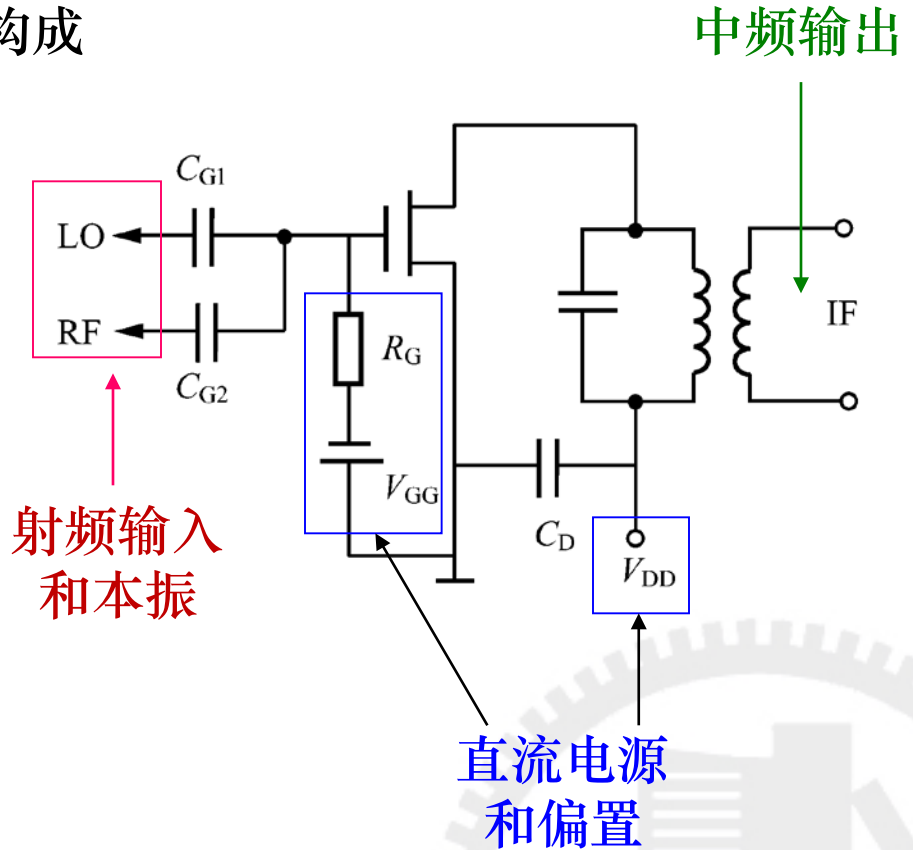 构成
中频输出
C_G1
LO
RF
C_G2
R_G
V_GG
IF
C_D
V_DD
射频输入
和本振
直流电源
和偏置